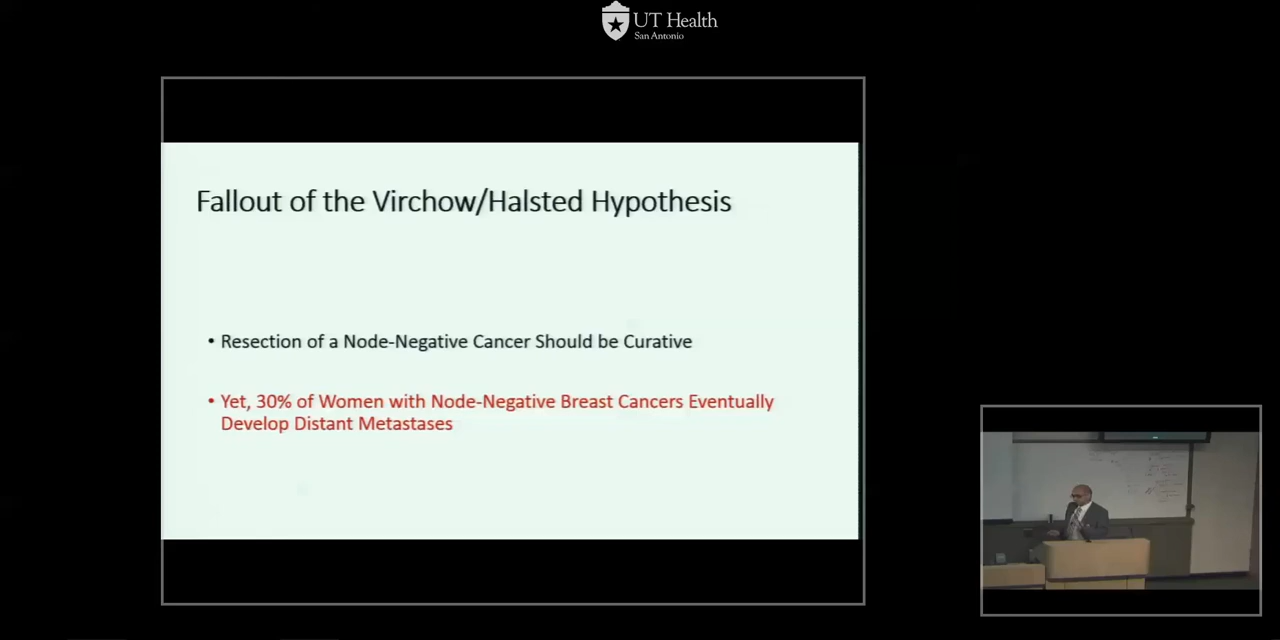 UT Health
San Antonio
Fallout of the Virchow/Halsted Hypothesis
• Resection of a Node-Negative Cancer Should be Curative
• Yet, 30% of Women with Node-Negative Breast Cancers Eventually
Develop Distant Metastases